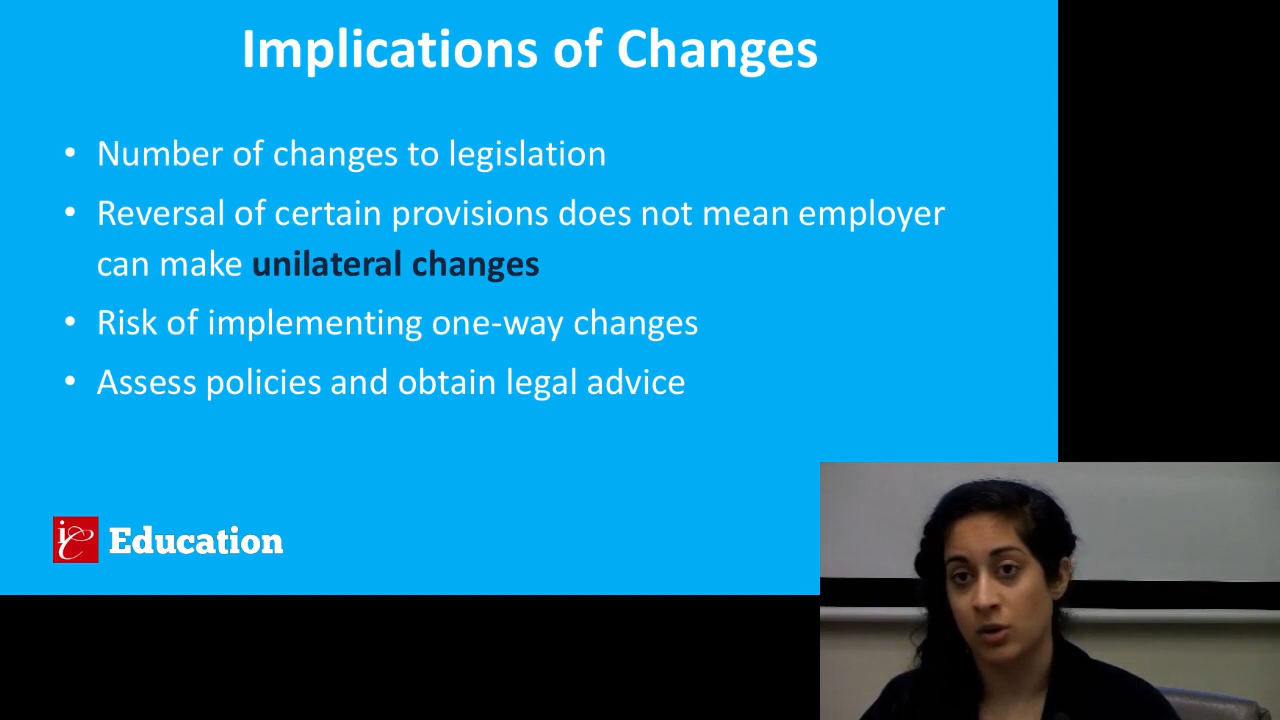 Implications of Changes
• Number of changes to legislation
• Reversal of certain provisions does not mean employer
can make unilateral changes
• Risk of implementing one-way changes
• Assess policies and obtain legal advice
ic Education